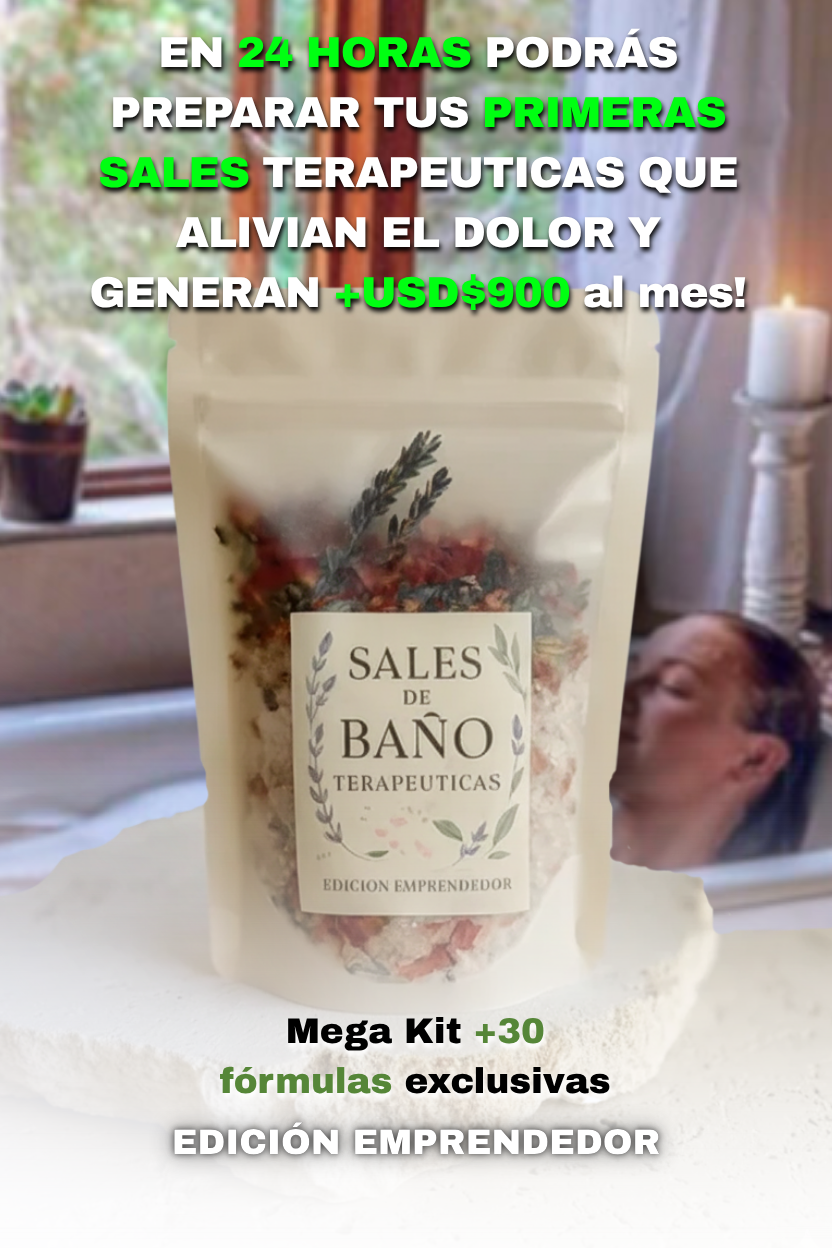 EN 24 HORAS PODRÁS
PREPARAR TUS PRIMERAS
SALES TERAPEUTICAS QUE
ALIVIAN EL DOLOR Y
GENERAN +USD$900 al mes!
SALES
DE
BAÑO
TERAPEUTICAS
EDICION EMPRENDEDOR
Mega Kit +30
fórmulas exclusivas
EDICIÓN EMPRENDEDOR